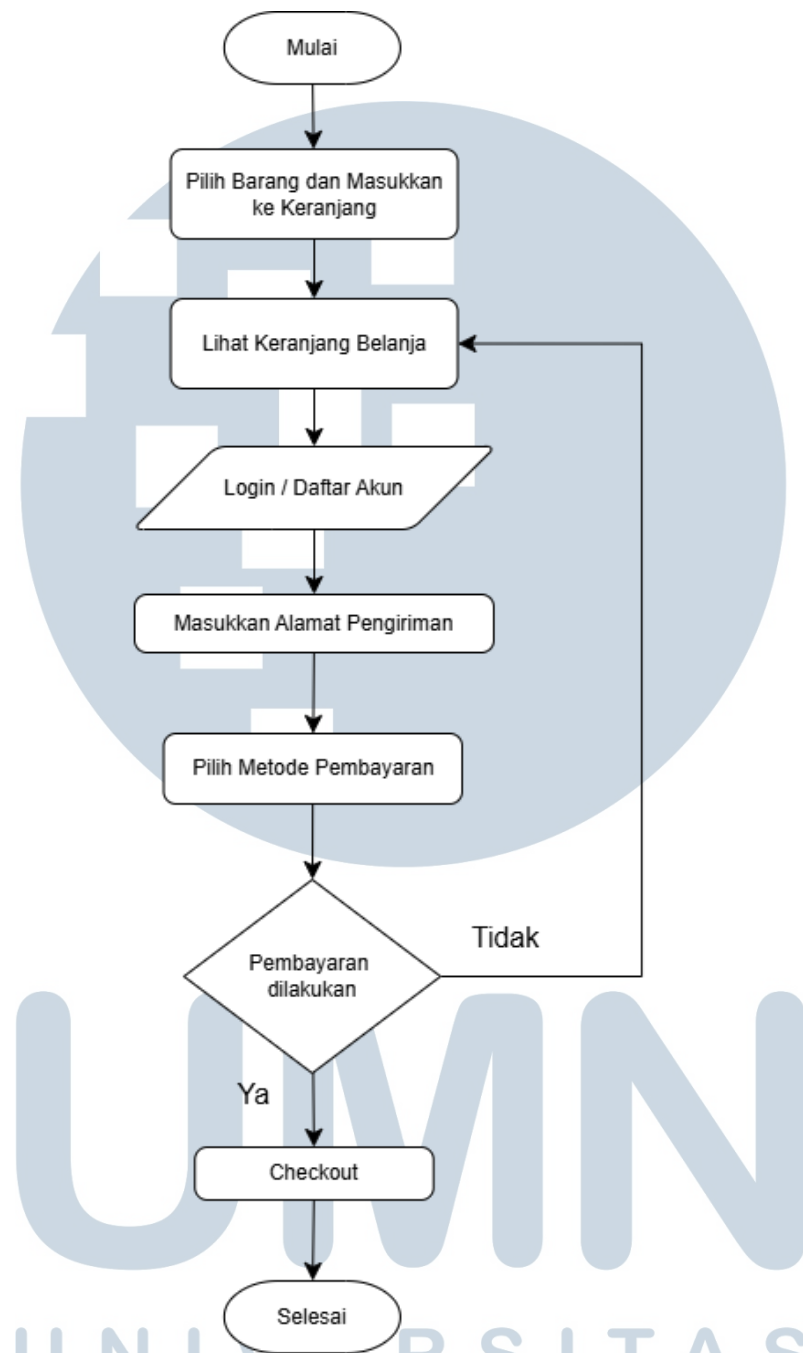 Mulai
Pilih Barang dan Masukkan
ke Keranjang
Lihat Keranjang Belanja
Login / Daftar Akun
Masukkan Alamat Pengiriman
Pilih Metode Pembayaran
Pembayaran
dilakukan
Tidak
Ya
Checkout
Selesai
UMN